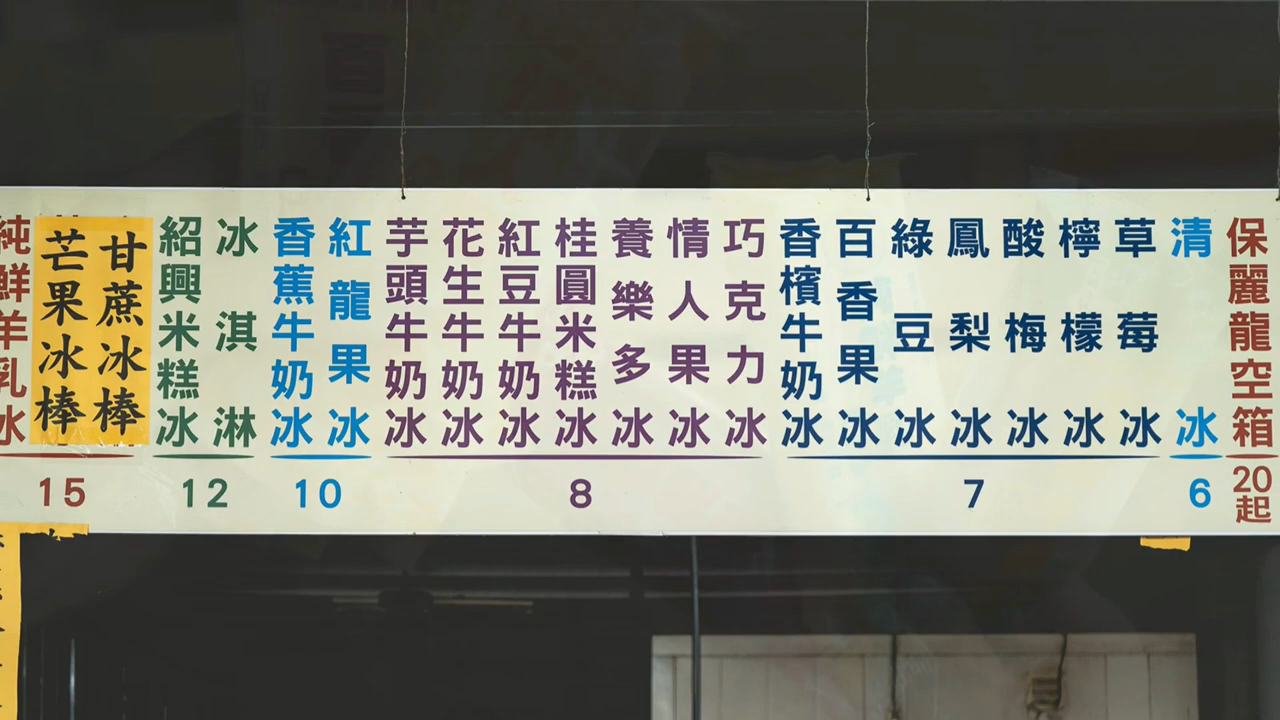 保麗龍空箱
20起
清冰
6
草莓冰
檸檬冰
酸梅冰
鳳梨冰
綠豆冰
百香果冰
香檳牛奶冰
7
巧克力冰
情人果冰
養樂多冰
桂圓米糕冰
紅豆牛奶冰
花生牛奶冰
芋頭牛奶冰
8
紅龍果冰
香蕉牛奶冰
10
冰淇淋
紹興米糕冰
12
甘蔗冰棒
芒果冰棒
純鮮羊乳冰
15